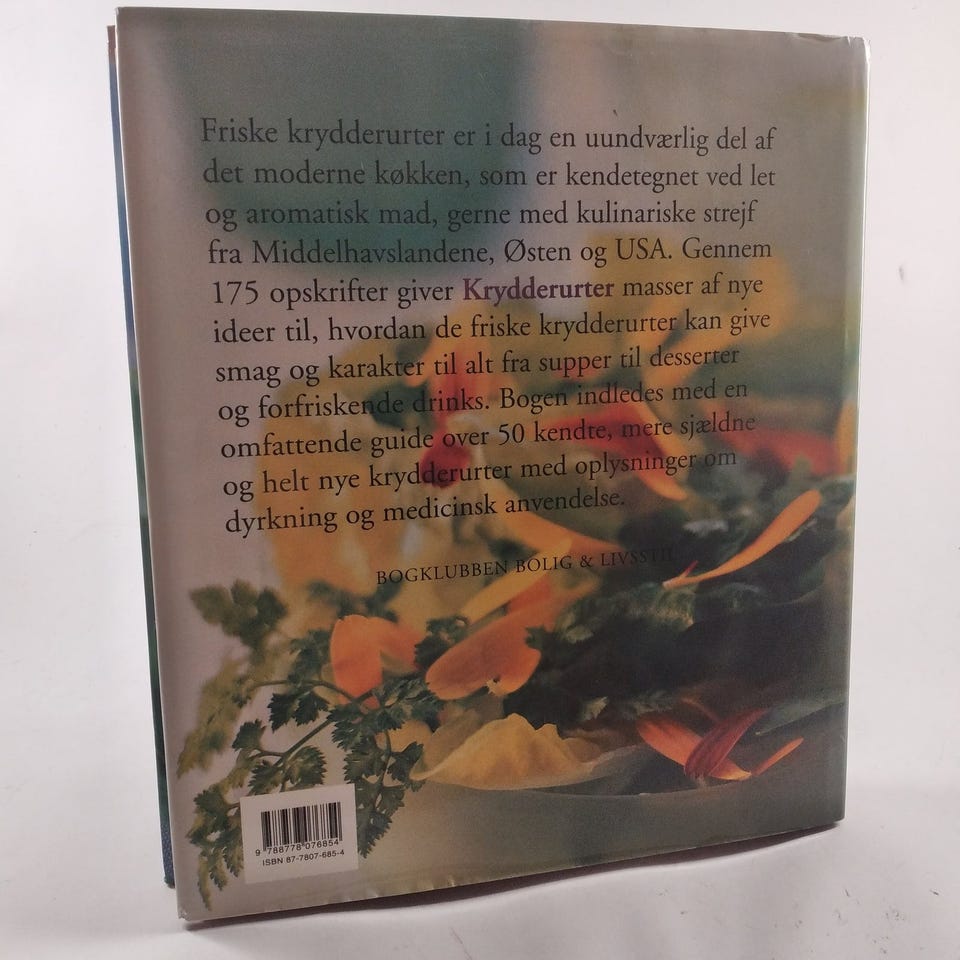 Friske krydderurter er i dag en uundværlig del af
det moderne køkken, som er kendetegnet ved let
og aromatisk mad, gerne med kulinariske strejf
fra Middelhavslandene, Østen og USA. Gennem
175 opskrifter giver Krydderurter masser af nye
ideer til, hvordan de friske krydderurter kan give
smag og karakter til alt fra supper til desserter
og forfriskende drinks. Bogen indledes med en
omfattende guide over 50 kendte, mere sjældne
og helt nye krydderurter med oplysninger om
dyrkning og medicinsk anvendelse.
BOGKLUBBEN BOLIG & LIVSSTIL
9 788778 076854
ISBN 87-7807-685-4